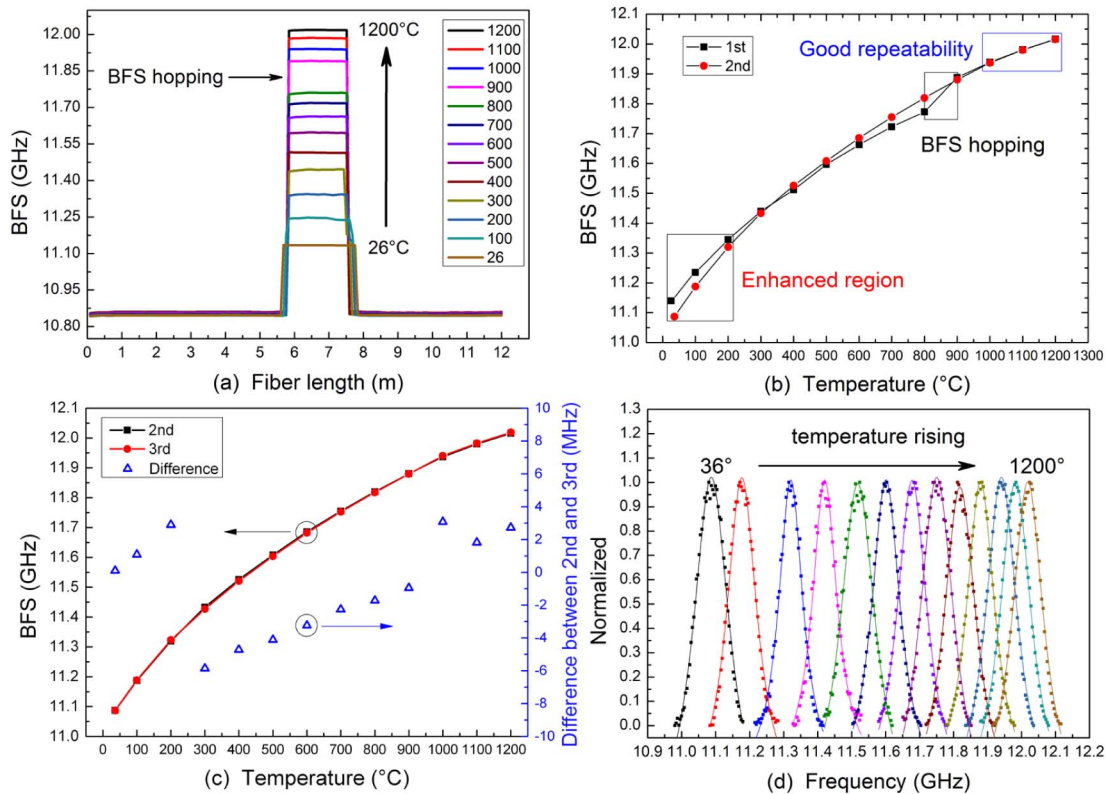 12.00
11.85
11.70
11.55
11.40
11.25
11.10
10.95
10.80
BFS (GHz)
BFS hopping
1200°C
26°C
1200
1100
1000
900
800
700
600
500
400
300
200
100
26
0 1 2 3 4 5 6 7 8 9 10 11 12
(a) Fiber length (m)
12.1
12.0
11.9
11.8
11.7
11.6
11.5
11.4
11.3
11.2
11.1
11.0
BFS (GHz)
1st
2nd
Good repeatability
BFS hopping
Enhanced region
0 100 200 300 400 500 600 700 800 900 1000 1100 1200 1300
(b) Temperature (°C)
12.1
12.0
11.9
11.8
11.7
11.6
11.5
11.4
11.3
11.2
11.1
11.0
BFS (GHz)
2nd
3rd
Difference
10
8
6
4
2
0
-2
-4
-6
-8
-10
Difference between 2nd and 3rd (MHz)
0 100 200 300 400 500 600 700 800 900 1000 1100 1200
(c) Temperature (°C)
1.3
1.2
1.1
1.0
0.9
0.8
0.7
0.6
0.5
0.4
0.3
0.2
0.1
0.0
Normalized
temperature rising
36°
1200°
10.9 11.0 11.1 11.2 11.3 11.4 11.5 11.6 11.7 11.8 11.9 12.0 12.1 12.2
(d) Frequency (GHz)